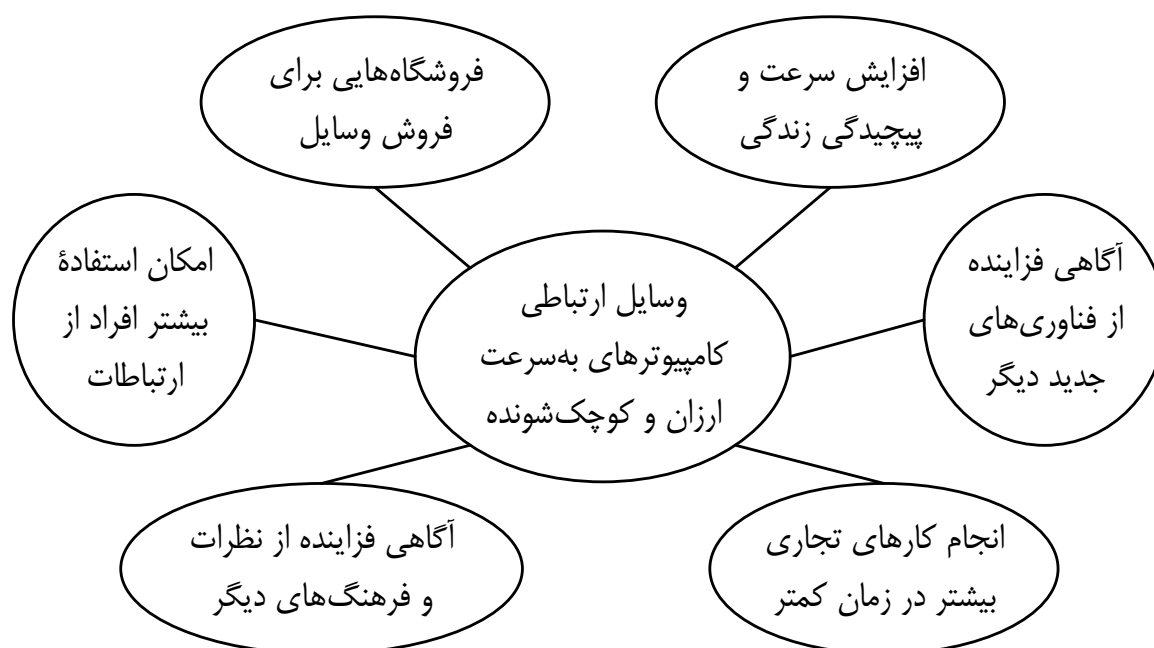 افزایش سرعت و
پیچیدگی زندگی
فروشگاه‌هایی برای
فروش وسایل
آگاهی فزاینده
از فناوری‌های
جدید دیگر
وسایل ارتباطی
کامپیوترهای به‌سرعت
ارزان و کوچک‌شونده
امکان استفادهٔ
بیشتر افراد از
ارتباطات
انجام کارهای تجاری
بیشتر در زمان کمتر
آگاهی فزاینده از نظرات
و فرهنگ‌های دیگر